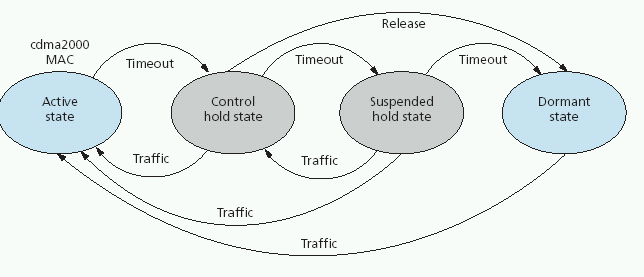 Release
cdma2000
MAC
Timeout
Timeout
Timeout
Active
state
Control
hold state
Suspended
hold state
Dormant
state
Traffic
Traffic
Traffic
Traffic